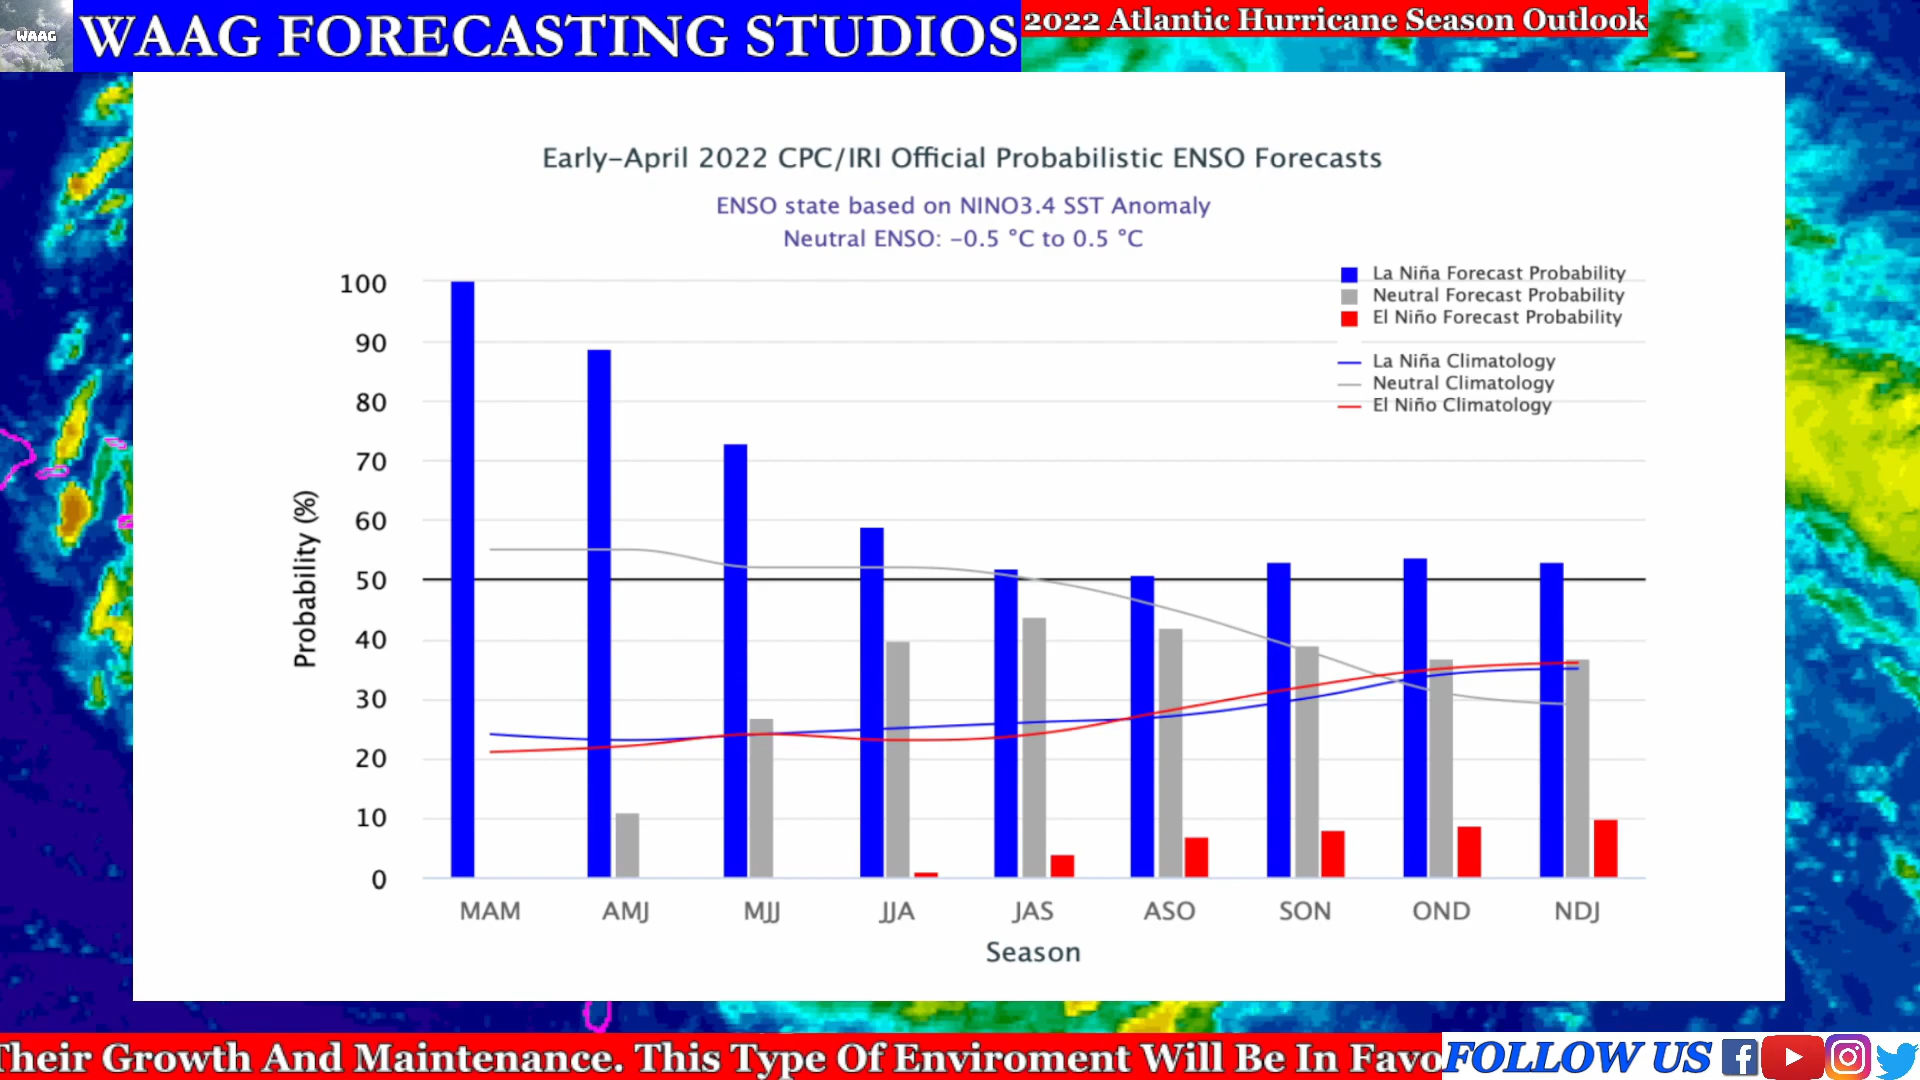 WAAG
WAAG FORECASTING STUDIOS
2022 Atlantic Hurricane Season Outlook
Early-April 2022 CPC/IRI Official Probabilistic ENSO Forecasts
ENSO state based on NINO3.4 SST Anomaly
Neutral ENSO: -0.5 °C to 0.5 °C
La Niña Forecast Probability
Neutral Forecast Probability
El Niño Forecast Probability
La Niña Climatology
Neutral Climatology
El Niño Climatology
Probability (%)
100
90
80
70
60
50
40
30
20
10
0
MAM AMJ MJJ JJA JAS ASO SON OND NDJ
Season
Their Growth And Maintenance. This Type Of Enviroment Will Be In Favo
FOLLOW US